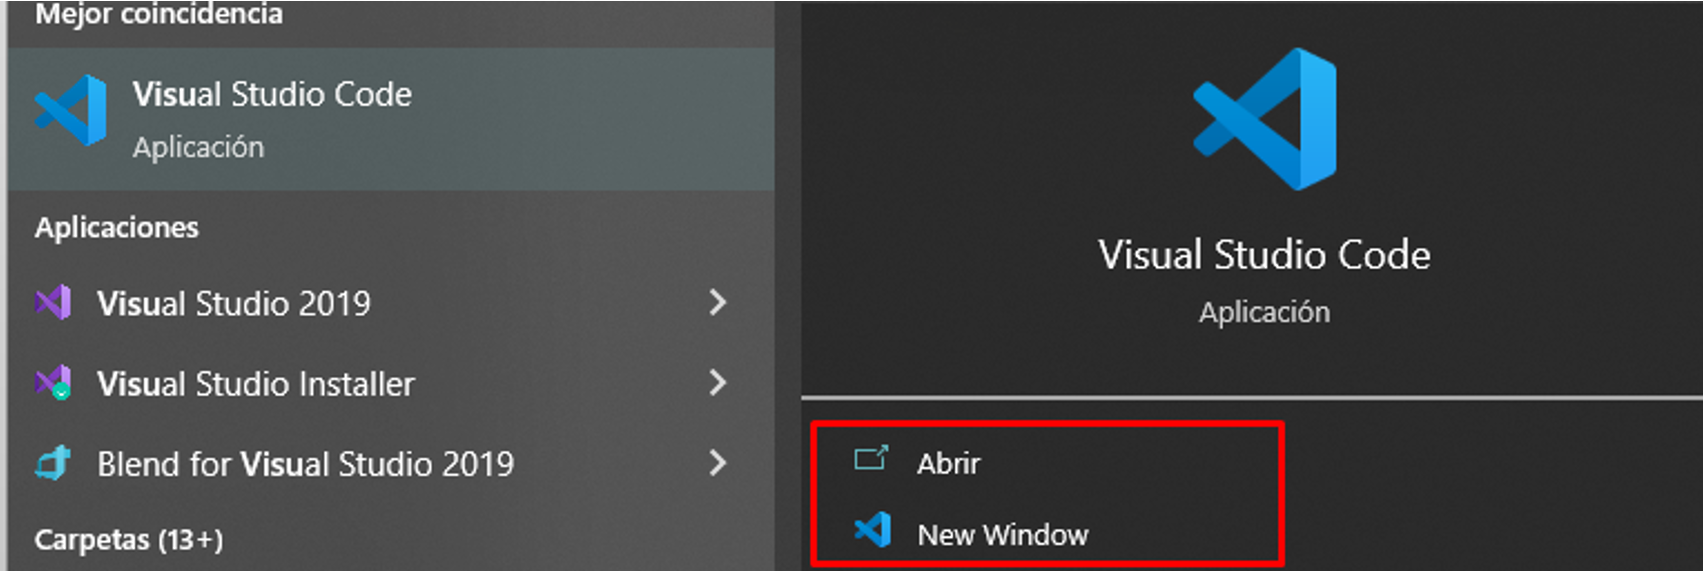 Mejor coincidencia
Visual Studio Code
Aplicación
Aplicaciones
Visual Studio 2019
Visual Studio Installer
Blend for Visual Studio 2019
Carpetas (13+)
Visual Studio Code
Aplicación
Abrir
New Window